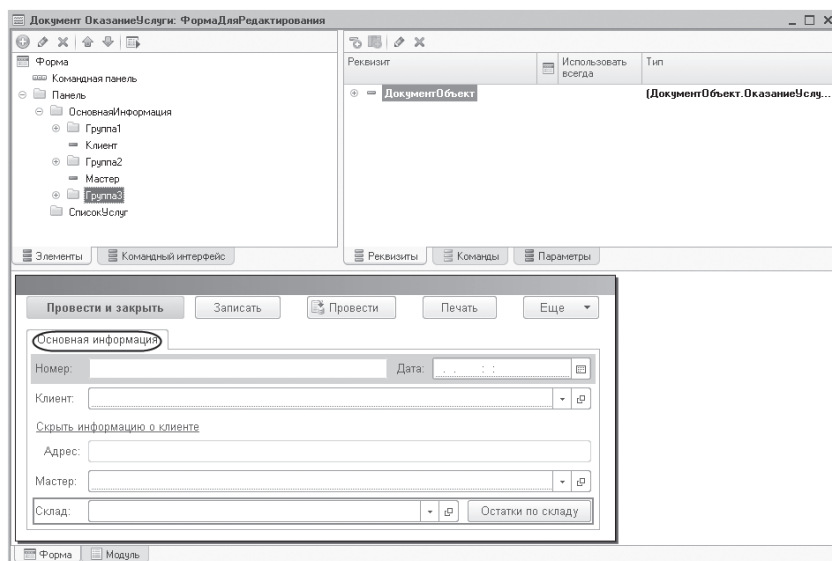 Документ ОказаниеУслуги: ФормаДляРедактирования
Форма
Командная панель
Панель
ОсновнаяИнформация
Группа1
Клиент
Группа2
Мастер
Группа3
СписокУслуг
Элементы
Командный интерфейс
Реквизит
Использовать всегда
Тип
ДокументОбъект
(ДокументОбъект.ОказаниеУслу...
Реквизиты
Команды
Параметры
Провести и закрыть
Записать
Провести
Печать
Еще
Основная информация
Номер:
Дата: . . : :
Клиент:
Скрыть информацию о клиенте
Адрес:
Мастер:
Склад:
Остатки по складу
Форма
Модуль